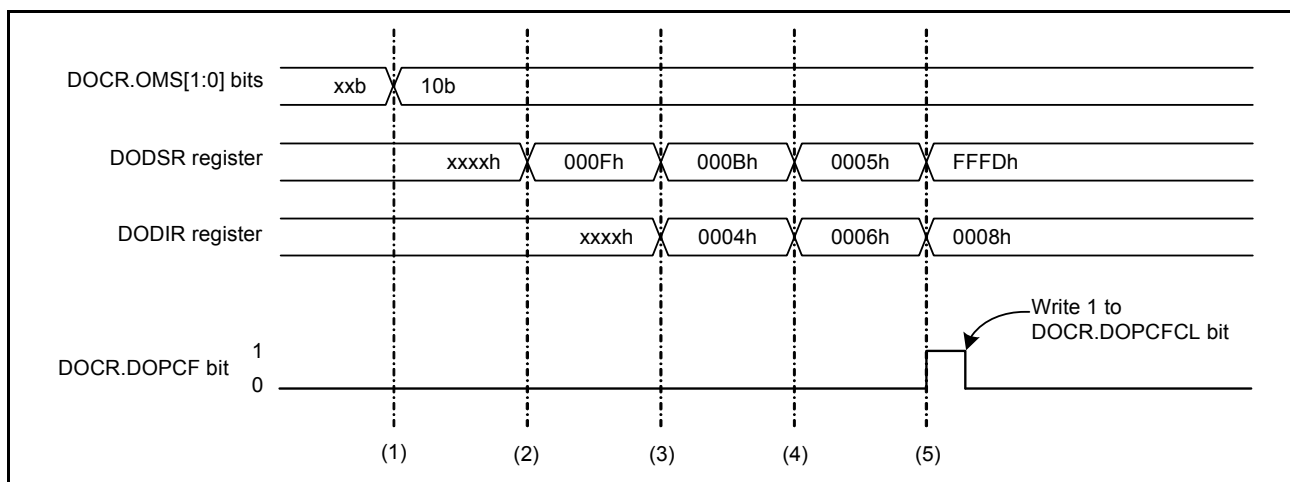 DOCR.OMS[1:0] bits xxb 10b
DODSR register xxxxh 000Fh 000Bh 0005h FFFDh
DODIR register xxxxh 0004h 0006h 0008h
Write 1 to
DOCR.DOPCFCL bit
DOCR.DOPCF bit 1
0
(1) (2) (3) (4) (5)